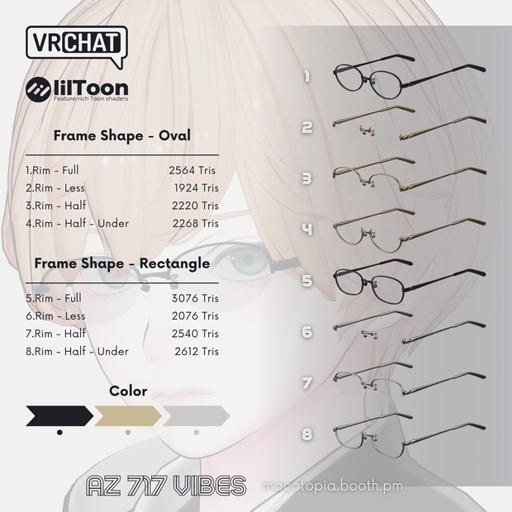 VRCHAT
lilToon
Feature-rich Toon shaders
Frame Shape - Oval
1.Rim - Full 2564 Tris
2.Rim - Less 1924 Tris
3.Rim - Half 2220 Tris
4.Rim - Half - Under 2268 Tris
Frame Shape - Rectangle
5.Rim - Full 3076 Tris
6.Rim - Less 2076 Tris
7.Rim - Half 2540 Tris
8.Rim - Half - Under 2612 Tris
Color
1
2
3
4
5
6
7
8
AZ 717 VIBES
macotopia.booth.pm